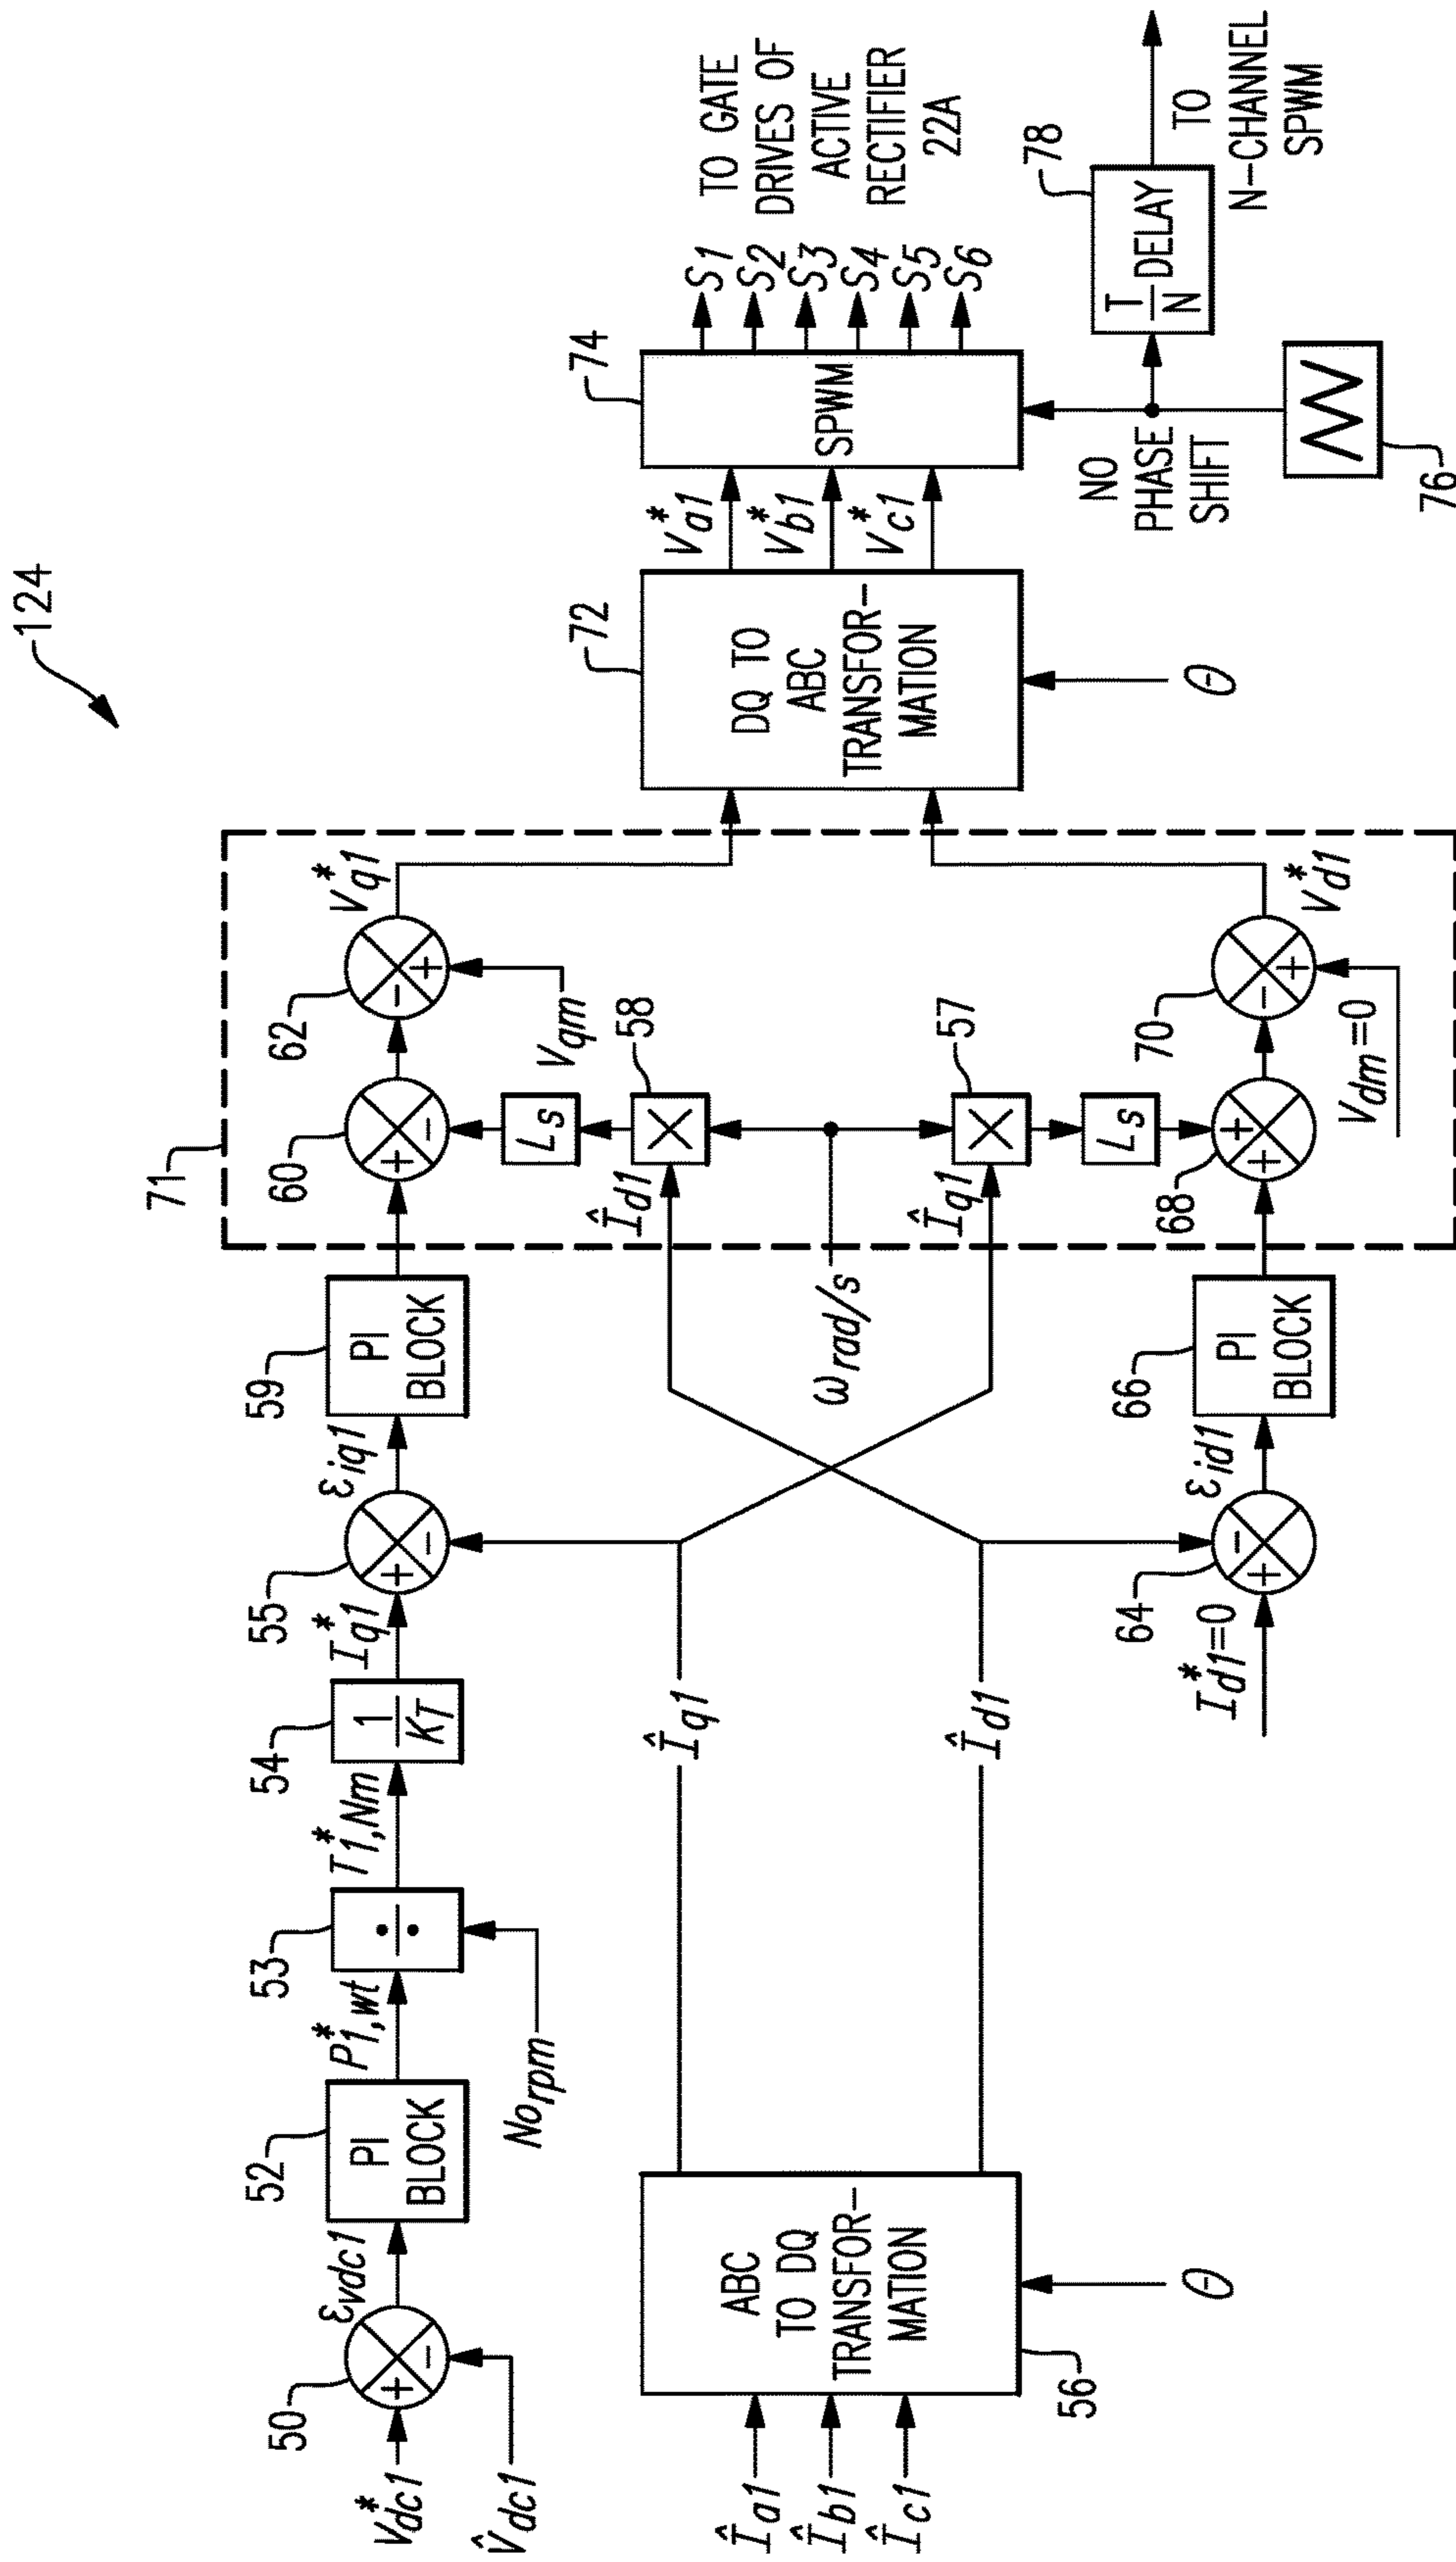 124
V*dc1
V̂dc1
50
+
−
εvdc1
52
PI
BLOCK
P*1,wt
53
÷
Norpm
T*1,Nm
54
1
KT
I*q1
55
+
−
εiq1
59
PI
BLOCK
71
60
+
−
62
−
+
V*q1
Vqm
Ls
58
×
Îd1
ωrad/s
57
×
Îq1
Ls
68
+
+
70
−
+
V*d1
Vdm=0
Îa1
Îb1
Îc1
ABC
TO DQ
TRANSFOR–
MATION
56
θ
Îq1
Îd1
I*d1=0
64
+
−
εid1
66
PI
BLOCK
72
DQ TO
ABC
TRANSFOR–
MATION
θ
V*a1
V*b1
V*c1
74
SPWM
S1
S2
S3
S4
S5
S6
TO GATE
DRIVES OF
ACTIVE
RECTIFIER
22A
NO
PHASE
SHIFT
76
78
T
N
DELAY
TO
N–CHANNEL
SPWM